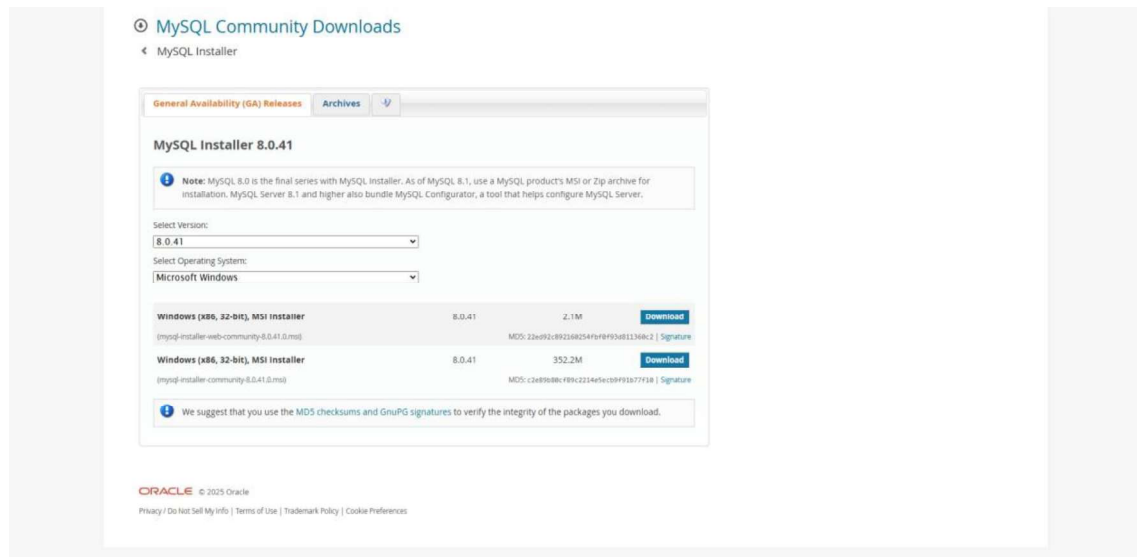 MySQL Community Downloads
MySQL Installer
General Availability (GA) Releases Archives
MySQL Installer 8.0.41
Note: MySQL 8.0 is the final series with MySQL Installer. As of MySQL 8.1, use a MySQL product's MSI or Zip archive for
installation. MySQL Server 8.1 and higher also bundle MySQL Configurator, a tool that helps configure MySQL Server.
Select Version:
8.0.41
Select Operating System:
Microsoft Windows
Windows (x86, 32-bit), MSI Installer 8.0.41 2.1M Download
(mysql-installer-web-community-8.0.41.0.msi) MD5: | Signature
Windows (x86, 32-bit), MSI Installer 8.0.41 352.2M Download
(mysql-installer-community-8.0.41.0.msi) MD5: | Signature
We suggest that you use the MD5 checksums and GnuPG signatures to verify the integrity of the packages you download.
ORACLE © 2025 Oracle
Privacy / Do Not Sell My Info | Terms of Use | Trademark Policy | Cookie Preferences